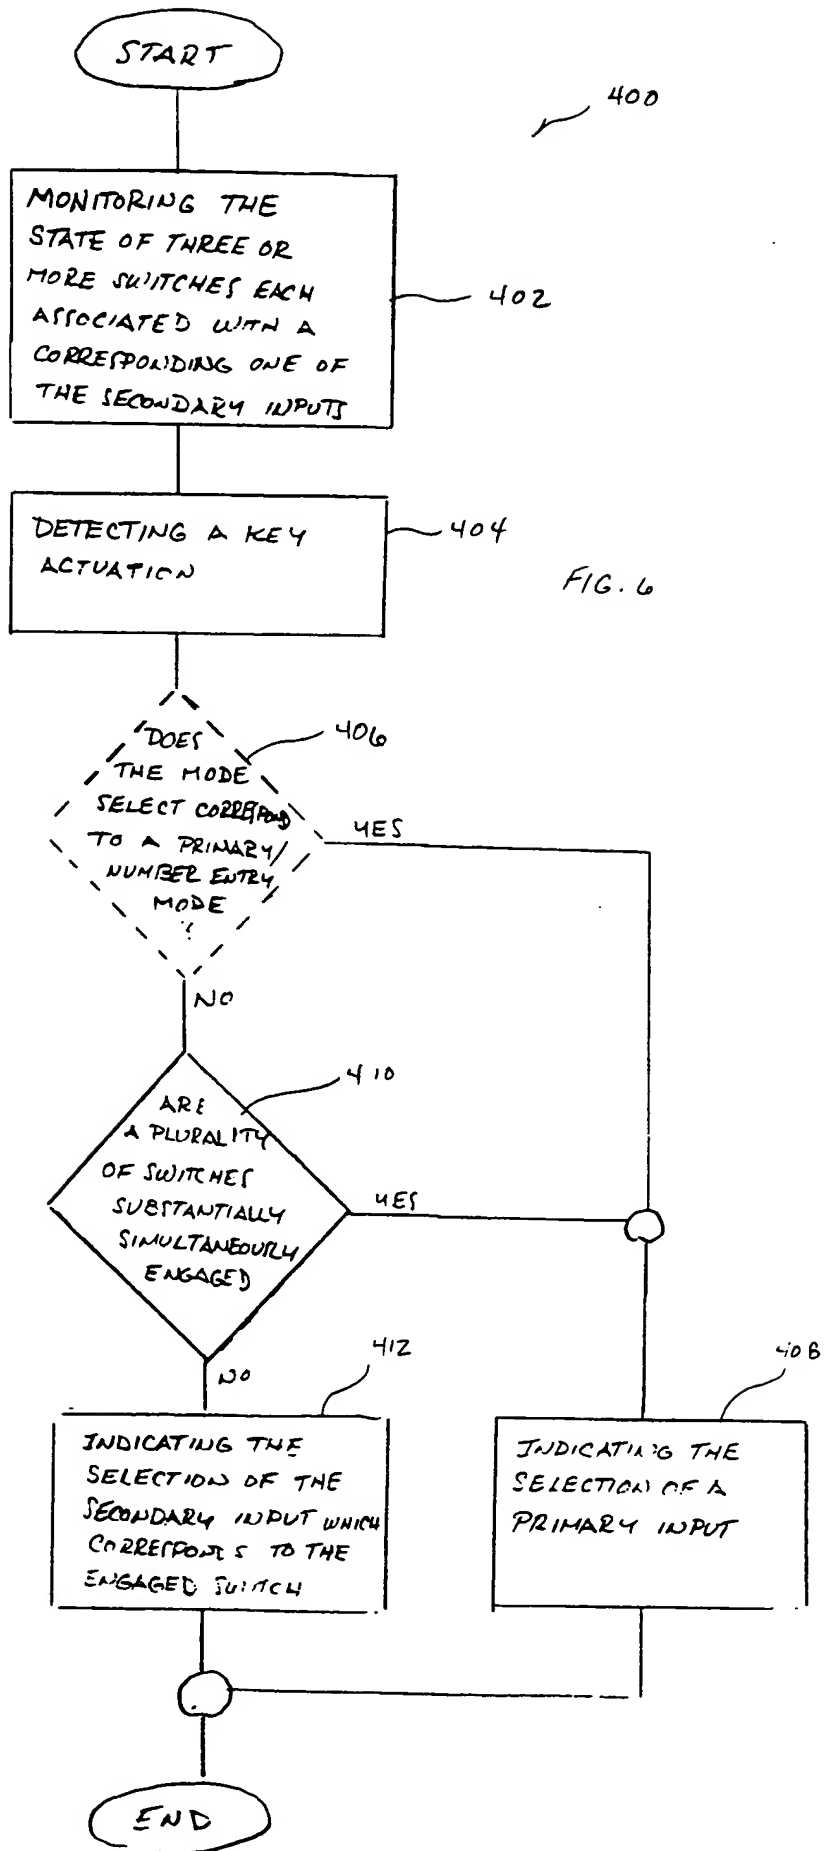 START
400
MONITORING THE
STATE OF THREE OR
MORE SWITCHES EACH
ASSOCIATED WITH A
CORRESPONDING ONE OF
THE SECONDARY INPUTS
402
DETECTING A KEY
ACTUATION
404
FIG. 6
DOES
THE MODE
SELECT CORRESPOND
TO A PRIMARY/
NUMBER ENTRY
MODE
?
406
YES
NO
ARE
A PLURALITY
OF SWITCHES
SUBSTANTIALLY
SIMULTANEOUSLY
ENGAGED
410
YES
NO
412
INDICATING THE
SELECTION OF THE
SECONDARY INPUT WHICH
CORRESPONDS TO THE
ENGAGED SWITCH
408
INDICATING THE
SELECTION OF A
PRIMARY INPUT
END